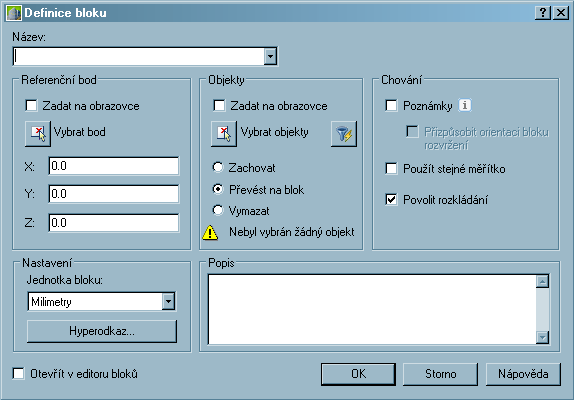 Definice bloku
Název:
Referenční bod
Zadat na obrazovce
Vybrat bod
X: 0.0
Y: 0.0
Z: 0.0
Objekty
Zadat na obrazovce
Vybrat objekty
Zachovat
Převést na blok
Vymazat
Nebyl vybrán žádný objekt
Chování
Poznámky
Přizpůsobit orientaci bloku
rozvržení
Použít stejné měřítko
Povolit rozkládání
Nastavení
Jednotka bloku:
Milimetry
Hyperodkaz...
Popis
Otevřít v editoru bloků
OK
Storno
Nápověda